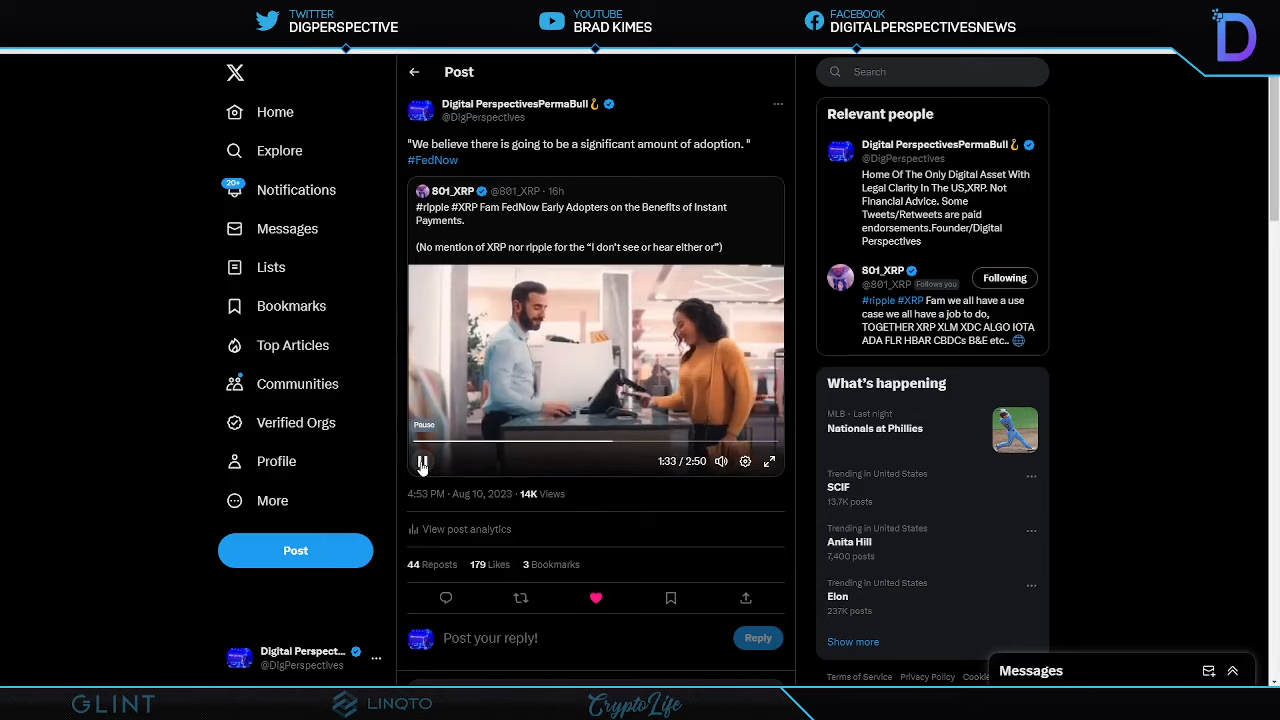 TWITTER
DIGPERSPECTIVE
YOUTUBE
BRAD KIMES
FACEBOOK
DIGITALPERSPECTIVESNEWS
D
X
Home
Explore
20+
Notifications
Messages
Lists
Bookmarks
Top Articles
Communities
Verified Orgs
Profile
More
Post
Digital Perspect...
@DigPerspectives
Post
Digital PerspectivesPermaBull
@DigPerspectives
"We believe there is going to be a significant amount of adoption. "
#FedNow
801_XRP @801_XRP · 16h
#ripple #XRP Fam FedNow Early Adopters on the Benefits of Instant
Payments.
(No mention of XRP nor ripple for the “I don’t see or hear either or”)
Pause
1:33 / 2:50
4:53 PM · Aug 10, 2023 · 14K Views
View post analytics
44 Reposts 179 Likes 3 Bookmarks
Post your reply!
Reply
Search
Relevant people
Digital PerspectivesPermaBull
@DigPerspectives
Home Of The Only Digital Asset With
Legal Clarity In The US,XRP. Not
Financial Advice. Some
Tweets/Retweets are paid
endorsements.Founder/Digital
Perspectives
801_XRP
@801_XRP Follows you
Following
#ripple #XRP Fam we all have a use
case we all have a job to do,
TOGETHER XRP XLM XDC ALGO IOTA
ADA FLR HBAR CBDCs B&E etc..
What’s happening
MLB · Last night
Nationals at Phillies
Trending in United States
SCIF
13.7K posts
Trending in United States
Anita Hill
7,400 posts
Trending in United States
Elon
237K posts
Show more
Terms of Service Privacy Policy Cookie
Messages
GLINT
LINQTO
CryptoLife